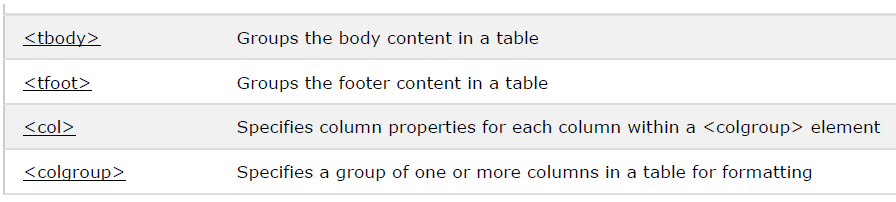 <tbody> Groups the body content in a table
<tfoot> Groups the footer content in a table
<col> Specifies column properties for each column within a <colgroup> element
<colgroup> Specifies a group of one or more columns in a table for formatting